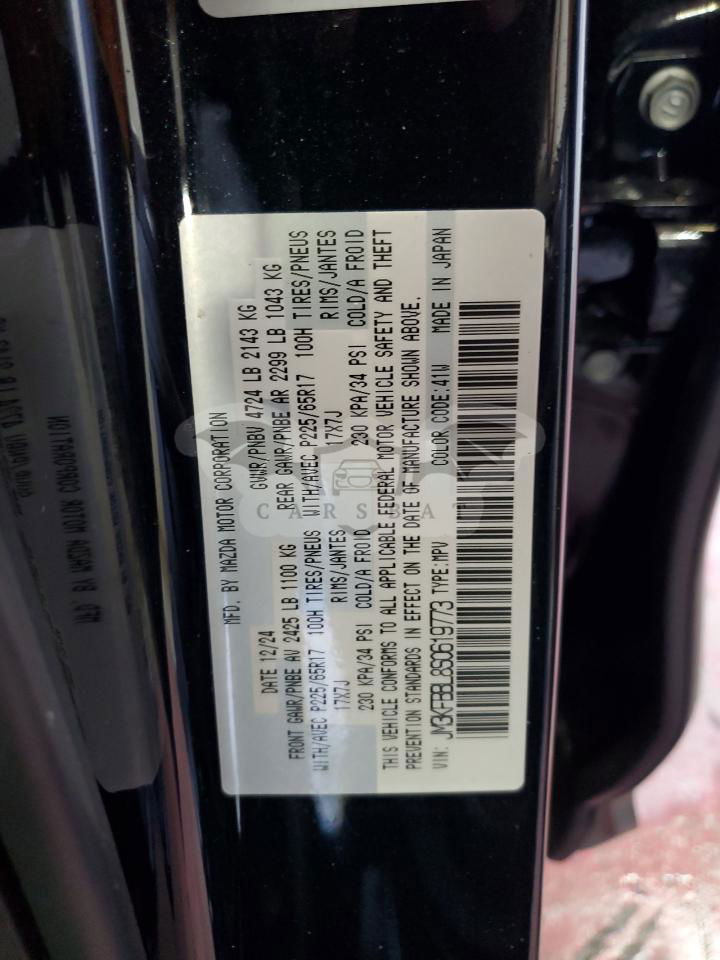 MFD. BY MAZDA MOTOR CORPORATION
DATE 12/24 GVWR/PNBV 4724 LB 2143 KG
FRONT GAWR/PNBE AV 2425 LB 1100 KG REAR GAWR/PNBE AR 2299 LB 1043 KG
WITH/AVEC P225/65R17 100H TIRES/PNEUS WITH/AVEC P225/65R17 100H TIRES/PNEUS
17X7J RIMS/JANTES 17X7J RIMS/JANTES
230 KPA/34 PSI COLD/A FROID 230 KPA/34 PSI COLD/A FROID
THIS VEHICLE CONFORMS TO ALL APPLICABLE FEDERAL MOTOR VEHICLE SAFETY AND THEFT
PREVENTION STANDARDS IN EFFECT ON THE DATE OF MANUFACTURE SHOWN ABOVE.
JM3KFBBL8S0619773
VIN: TYPE:MPV COLOR CODE:41W MADE IN JAPAN
CARSBAT